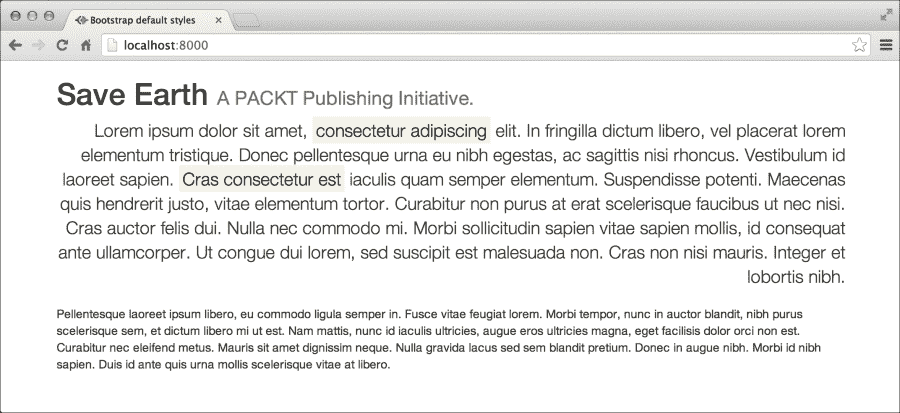 Bootstrap default styles
localhost:8000
Save Earth A PACKT Publishing Initiative.
Lorem ipsum dolor sit amet, consectetur adipiscing elit. In fringilla dictum libero, vel placerat lorem
elementum tristique. Donec pellentesque urna eu nibh egestas, ac sagittis nisi rhoncus. Vestibulum id
laoreet sapien. Cras consectetur est iaculis quam semper elementum. Suspendisse potenti. Maecenas
quis hendrerit justo, vitae elementum tortor. Curabitur non purus at erat scelerisque faucibus ut nec nisi.
Cras auctor felis dui. Nulla nec commodo mi. Morbi sollicitudin sapien vitae sapien mollis, id consequat
ante ullamcorper. Ut congue dui lorem, sed suscipit est malesuada non. Cras non nisi mauris. Integer et
lobortis nibh.
Pellentesque laoreet ipsum libero, eu commodo ligula semper in. Fusce vitae feugiat lorem. Morbi tempor, nunc in auctor blandit, nibh purus
scelerisque sem, et dictum libero mi ut est. Nam mattis, nunc id iaculis ultricies, augue eros ultricies magna, eget facilisis dolor orci non est.
Curabitur nec eleifend metus. Mauris sit amet dignissim neque. Nulla gravida lacus sed sem blandit pretium. Donec in augue nibh. Morbi id nibh
sapien. Duis id ante quis urna mollis scelerisque vitae at libero.